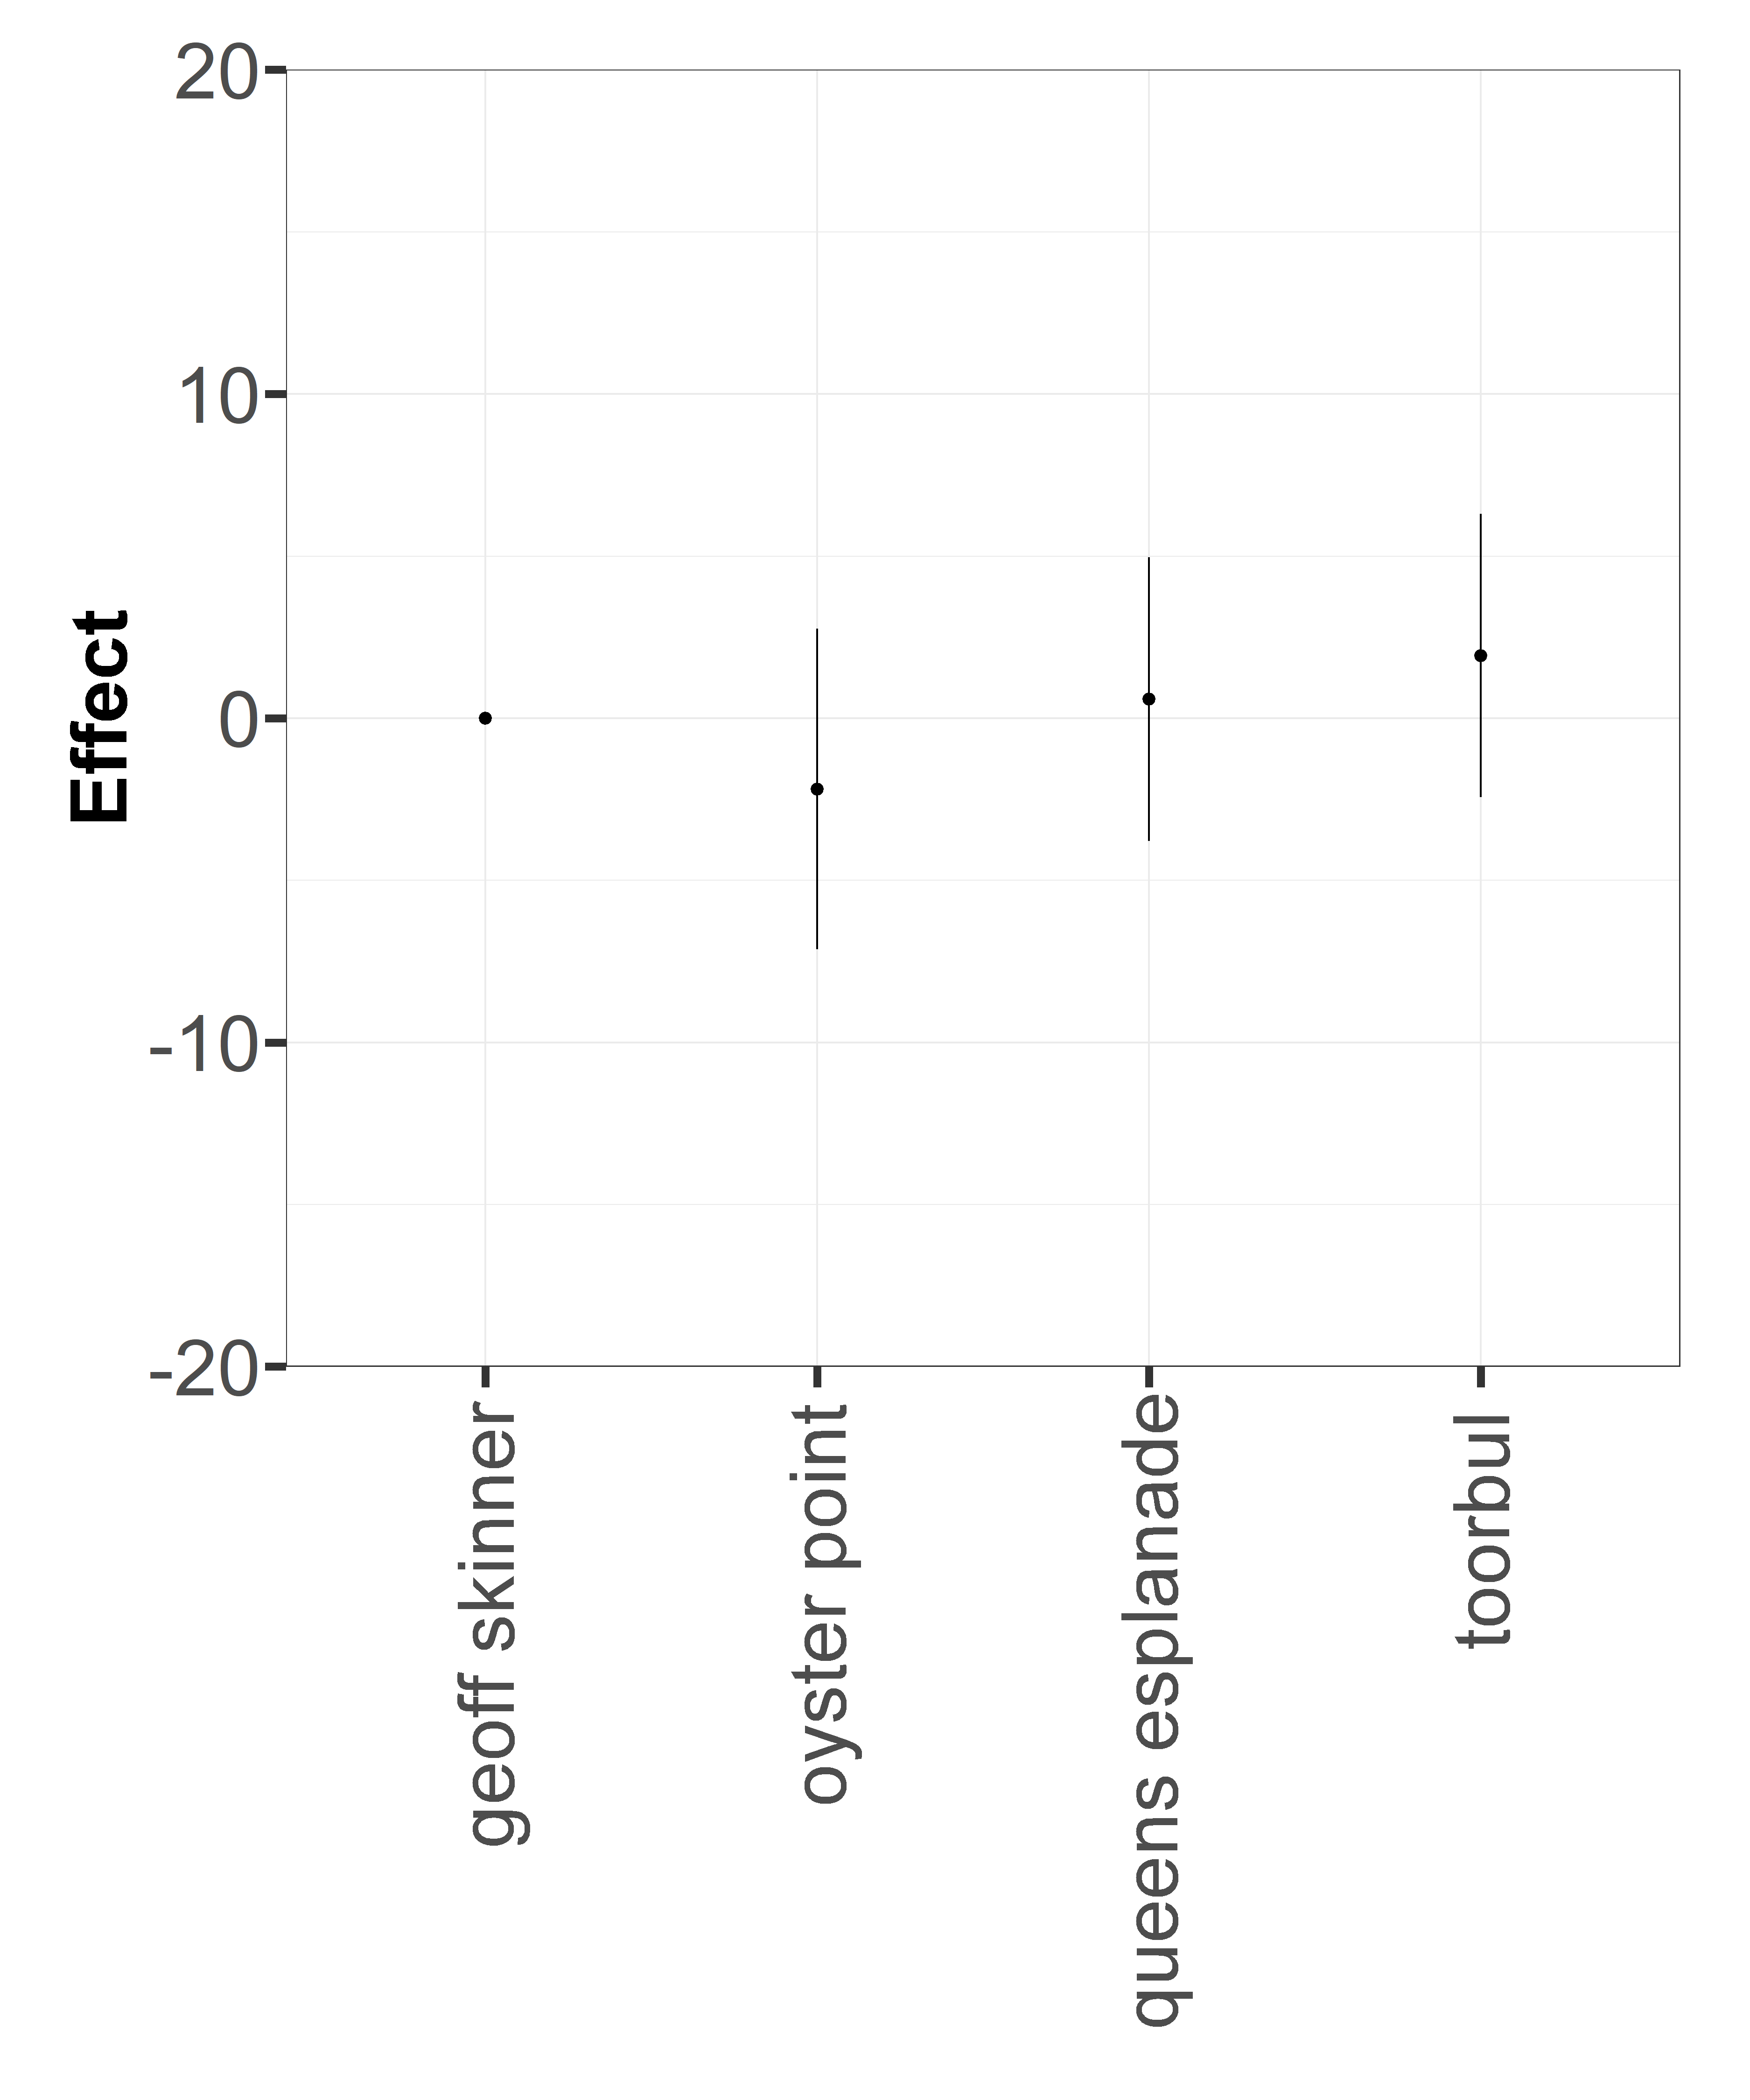 20
10
0
-10
-20
Effect
geoff skinner
oyster point
queens esplanade
toorbul